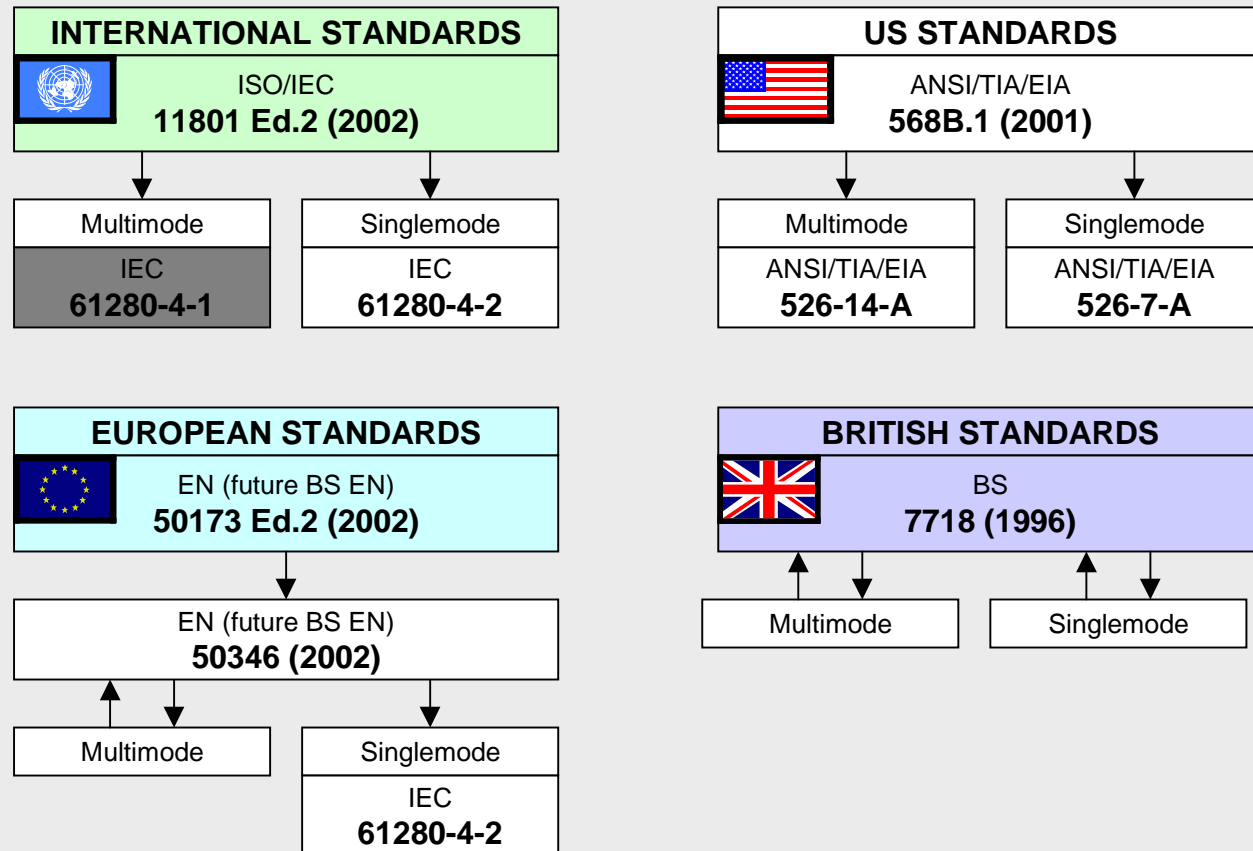 INTERNATIONAL STANDARDS
ISO/IEC
11801 Ed.2 (2002)
Multimode
IEC
61280-4-1
Singlemode
IEC
61280-4-2
US STANDARDS
ANSI/TIA/EIA
568B.1 (2001)
Multimode
ANSI/TIA/EIA
526-14-A
Singlemode
ANSI/TIA/EIA
526-7-A
EUROPEAN STANDARDS
EN (future BS EN)
50173 Ed.2 (2002)
EN (future BS EN)
50346 (2002)
Multimode
Singlemode
IEC
61280-4-2
BRITISH STANDARDS
BS
7718 (1996)
Multimode
Singlemode